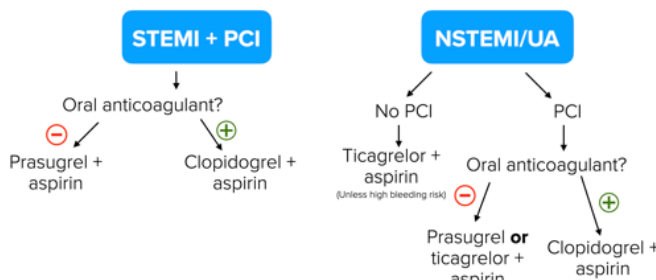 STEMI + PCI
Oral anticoagulant?
Prasugrel +
aspirin
Clopidogrel +
aspirin
NSTEMI/UA
No PCI
PCI
Ticagrelor +
aspirin
(Unless high bleeding risk)
Oral anticoagulant?
Prasugrel or
ticagrelor +
aspirin
Clopidogrel +
aspirin